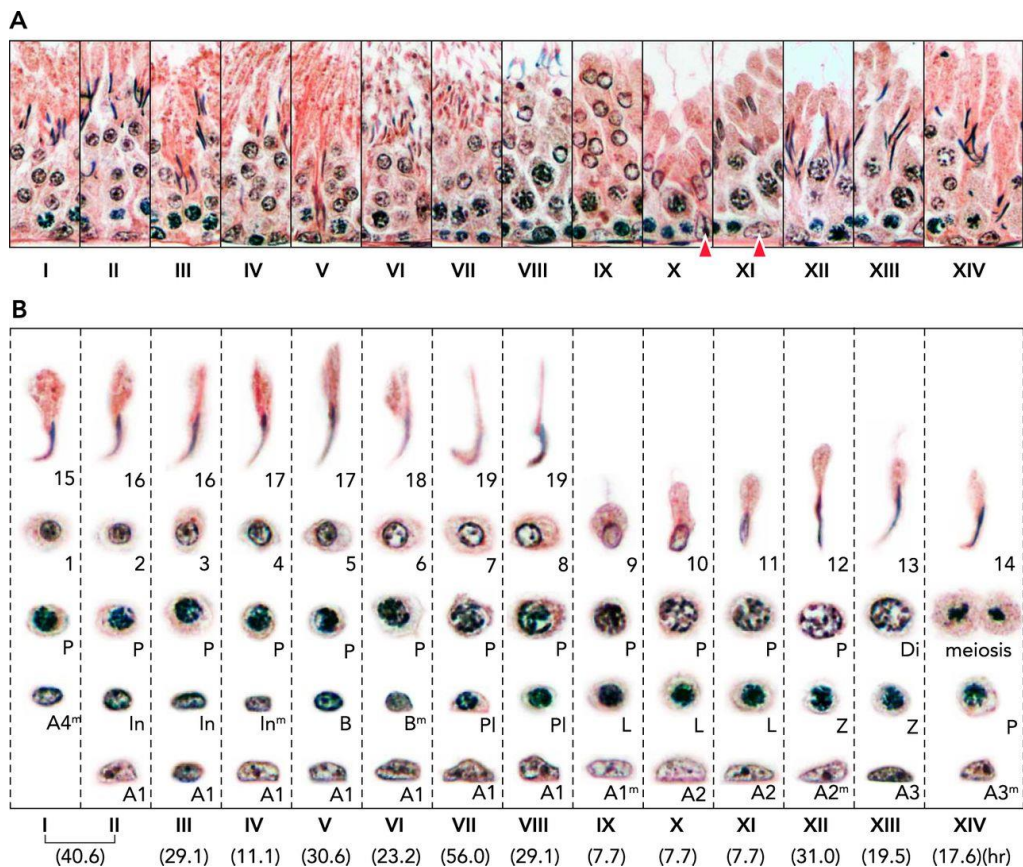 A
I II III IV V VI VII VIII IX X XI XII XIII XIV
B
15 16 16 17 17 18 19 19
1 2 3 4 5 6 7 8 9 10 11 12 13 14
P P P P P P P P P P P P Di meiosis
A4ᵐ In In Inᵐ B Bᵐ Pl Pl L L L Z Z P
A1 A1 A1 A1 A1 A1 A1 A1ᵐ A2 A2 A2ᵐ A3 A3ᵐ
I II III IV V VI VII VIII IX X XI XII XIII XIV
(40.6) (29.1) (11.1) (30.6) (23.2) (56.0) (29.1) (7.7) (7.7) (7.7) (31.0) (19.5) (17.6)(hr)